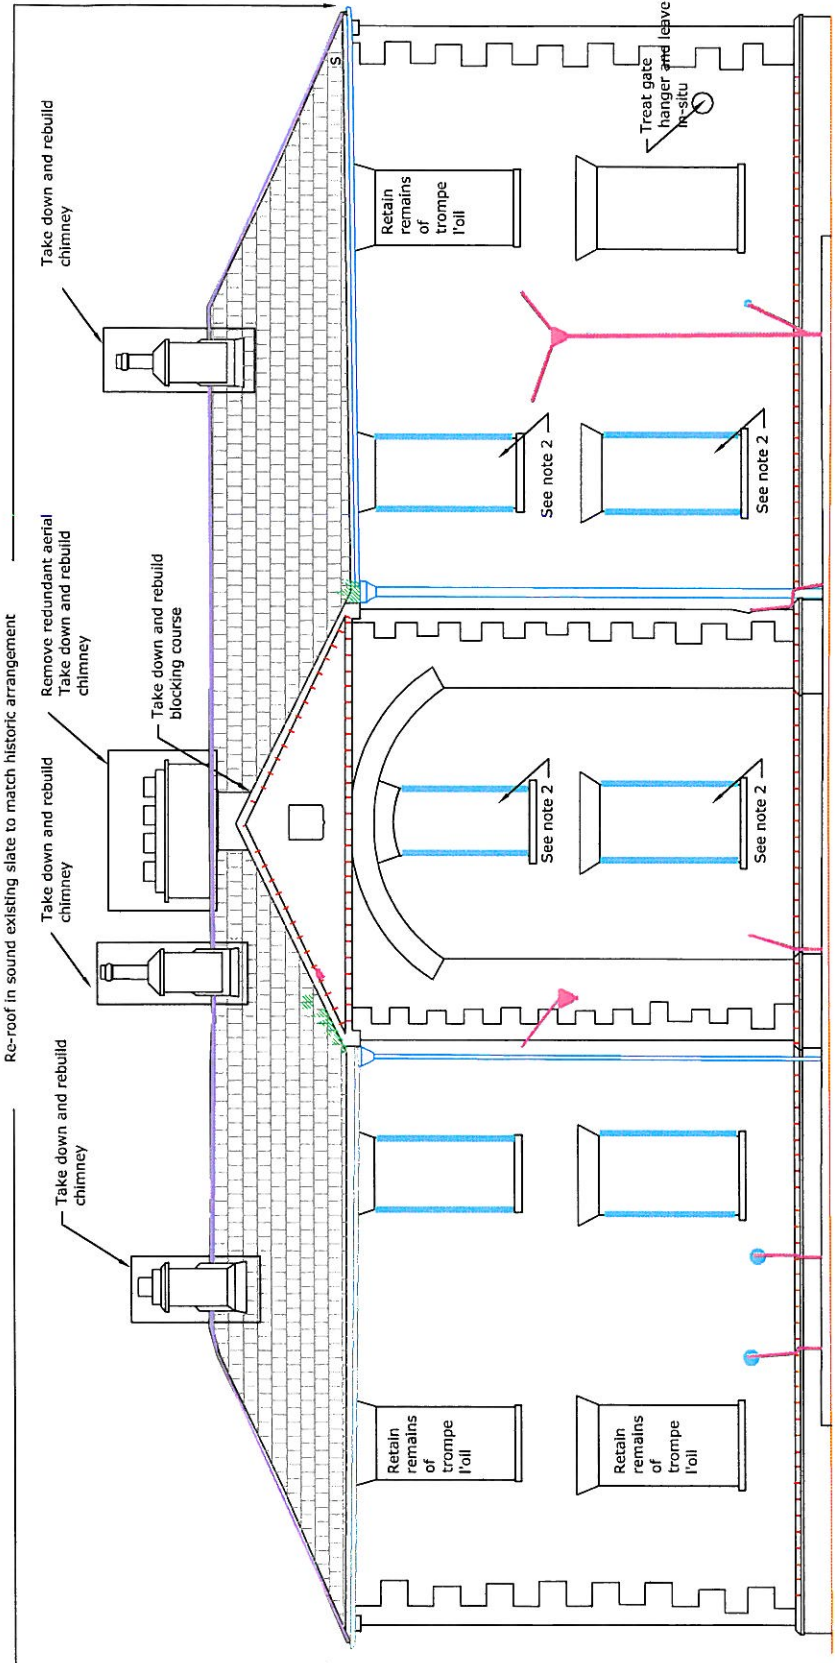 Re-roof in sound existing slate to match historic arrangement
Take down and rebuild
chimney
Take down and rebuild
chimney
Remove redundant aerial
Take down and rebuild
chimney
Take down and rebuild
blocking course
Take down and rebuild
chimney
S
Retain
remains
of
trompe
l'oil
Retain
remains
of
trompe
l'oil
See note 2
See note 2
See note 2
See note 2
Retain
remains
of
trompe
l'oil
Treat gate
hanger and leave
in-situ